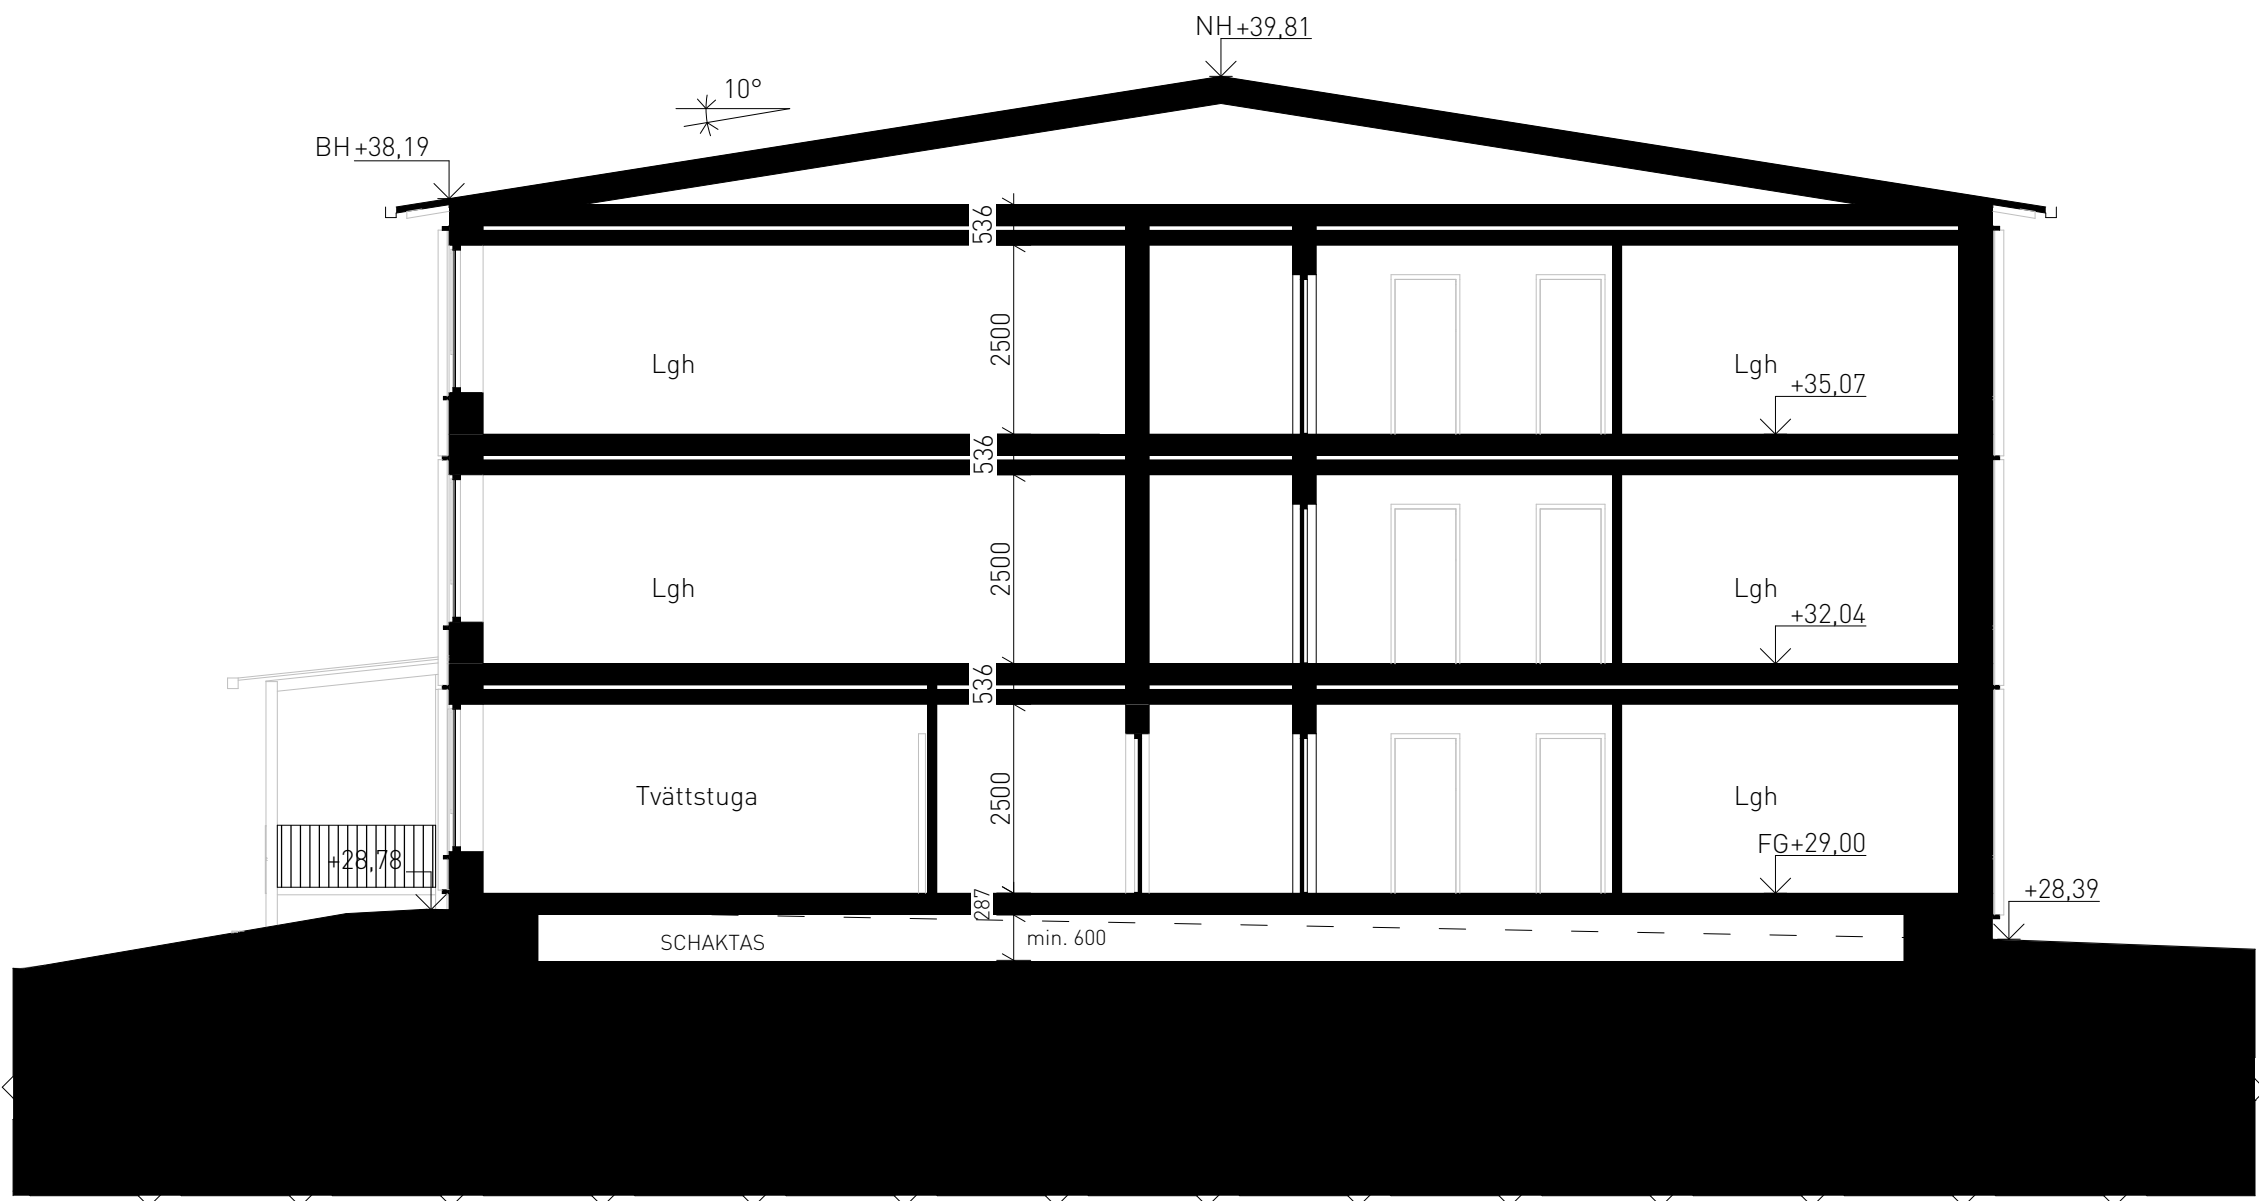 NH+39,81
10°
BH+38,19
536
2500
Lgh
Lgh
+35,07
536
2500
Lgh
Lgh
+32,04
536
2500
Tvättstuga
Lgh
FG+29,00
+28,78
287
+28,39
SCHAKTAS
min. 600